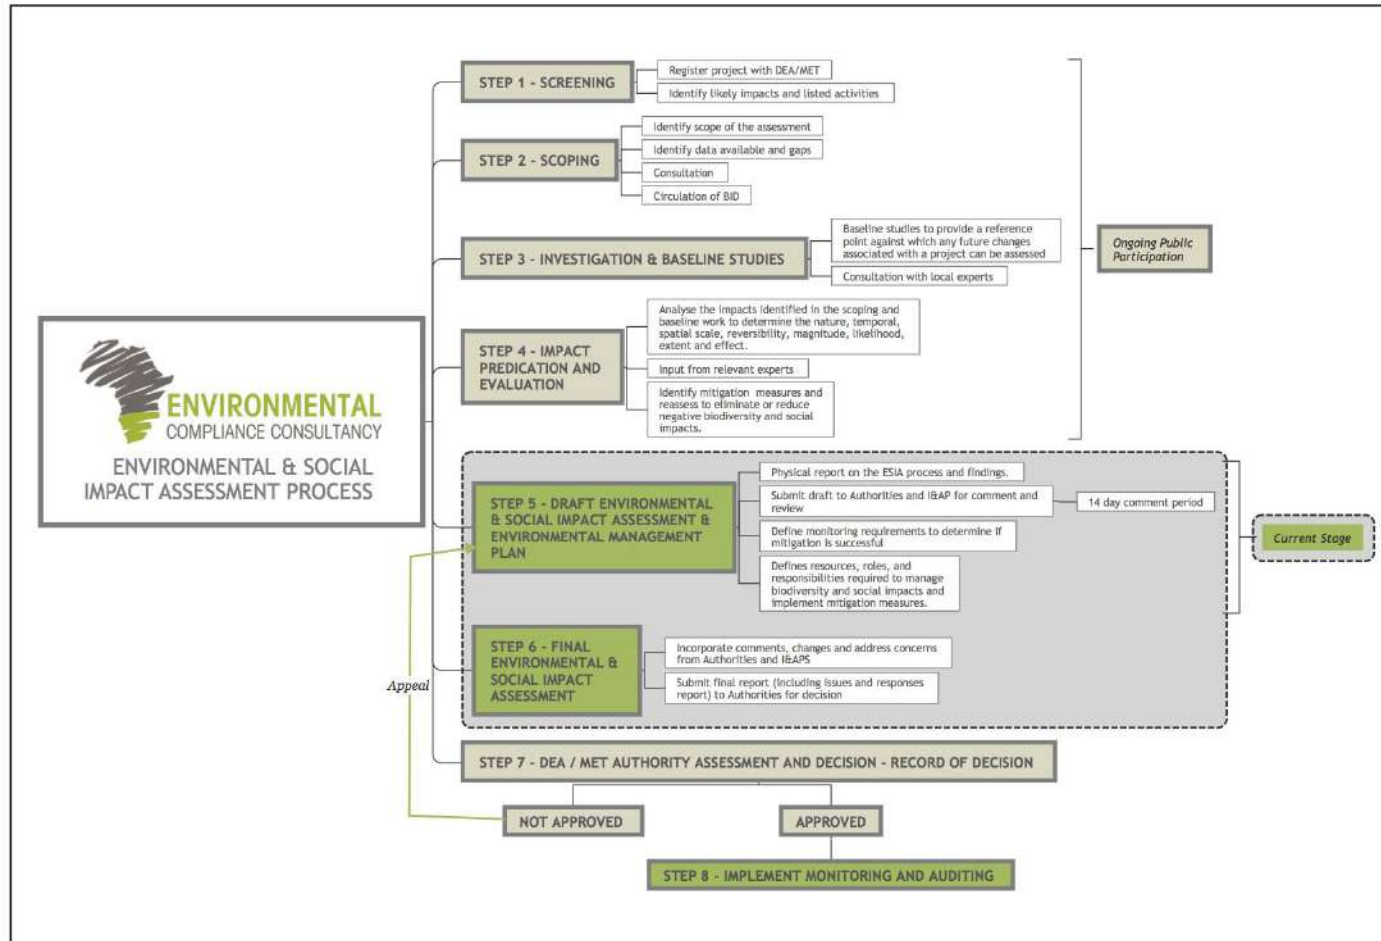 STEP 1 - SCREENING
Register project with DEA/MET
Identify likely impacts and listed activities
STEP 2 - SCOPING
Identify scope of the assessment
Identify data available and gaps
Consultation
Circulation of BID
STEP 3 - INVESTIGATION & BASELINE STUDIES
Baseline studies to provide a reference
point against which any future changes
associated with a project can be assessed
Consultation with local experts
Ongoing Public
Participation
ENVIRONMENTAL
COMPLIANCE CONSULTANCY
ENVIRONMENTAL & SOCIAL
IMPACT ASSESSMENT PROCESS
STEP 4 - IMPACT
PREDICATION AND
EVALUATION
Analyse the impacts identified in the scoping and
baseline work to determine the nature, temporal,
spatial scale, reversibility, magnitude, likelihood,
extent and effect.
Input from relevant experts
Identify mitigation measures and
reassess to eliminate or reduce
negative biodiversity and social
impacts.
STEP 5 - DRAFT ENVIRONMENTAL
& SOCIAL IMPACT ASSESSMENT &
ENVIRONMENTAL MANAGEMENT
PLAN
Physical report on the ESIA process and findings.
Submit draft to Authorities and I&AP for comment and
review
14 day comment period
Define monitoring requirements to determine if
mitigation is successful
Defines resources, roles, and
responsibilities required to manage
biodiversity and social impacts and
implement mitigation measures.
Current Stage
STEP 6 - FINAL
ENVIRONMENTAL &
SOCIAL IMPACT
ASSESSMENT
Incorporate comments, changes and address concerns
from Authorities and I&APS
Submit final report (including issues and responses
report) to Authorities for decision
Appeal
STEP 7 - DEA / MET AUTHORITY ASSESSMENT AND DECISION - RECORD OF DECISION
NOT APPROVED
APPROVED
STEP 8 - IMPLEMENT MONITORING AND AUDITING